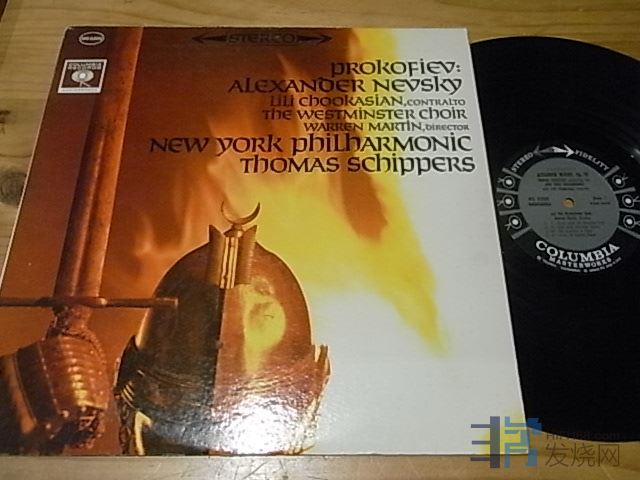 STEREO
COLUMBIA
RECORDS
PROKOFIEV:
ALEXANDER NEVSKY
LILI CHOOKASIAN, CONTRALTO
THE WESTMINSTER CHOIR
WARREN MARTIN, DIRECTOR
NEW YORK PHILHARMONIC
THOMAS SCHIPPERS
STEREO FIDELITY
COLUMBIA
MASTERWORKS
发烧网